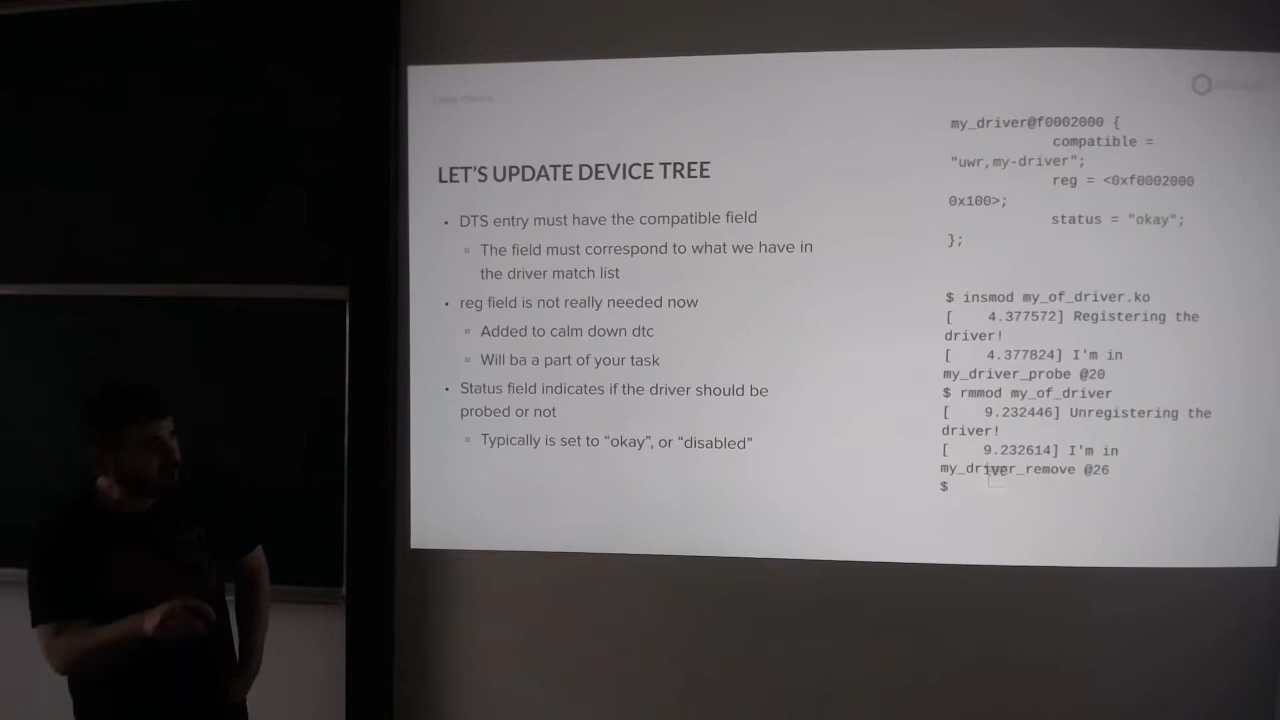 LET'S UPDATE DEVICE TREE
• DTS entry must have the compatible field
▫ The field must correspond to what we have in
the driver match list
• reg field is not really needed now
▫ Added to calm down dtc
▫ Will ba a part of your task
• Status field indicates if the driver should be
probed or not
▫ Typically is set to “okay”, or “disabled”
my_driver@f0002000 {
compatible =
"uwr,my-driver";
reg = <0xf0002000
0x100>;
status = "okay";
};
$ insmod my_of_driver.ko
[ 4.377572] Registering the
driver!
[ 4.377824] I'm in
my_driver_probe @20
$ rmmod my_of_driver
[ 9.232446] Unregistering the
driver!
[ 9.232614] I'm in
my_driver_remove @26
$